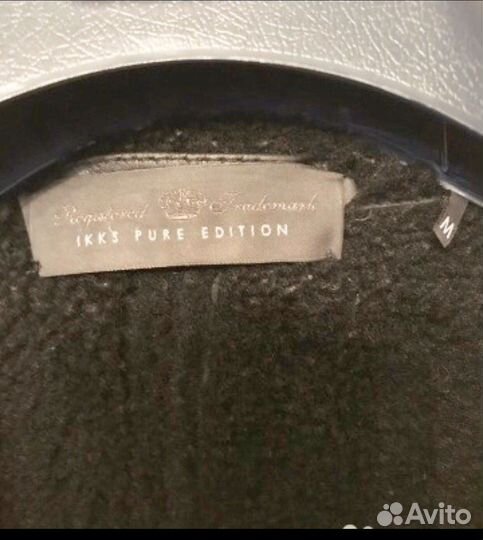 Registered Trademark
IKKS PURE EDITION
M
Avito